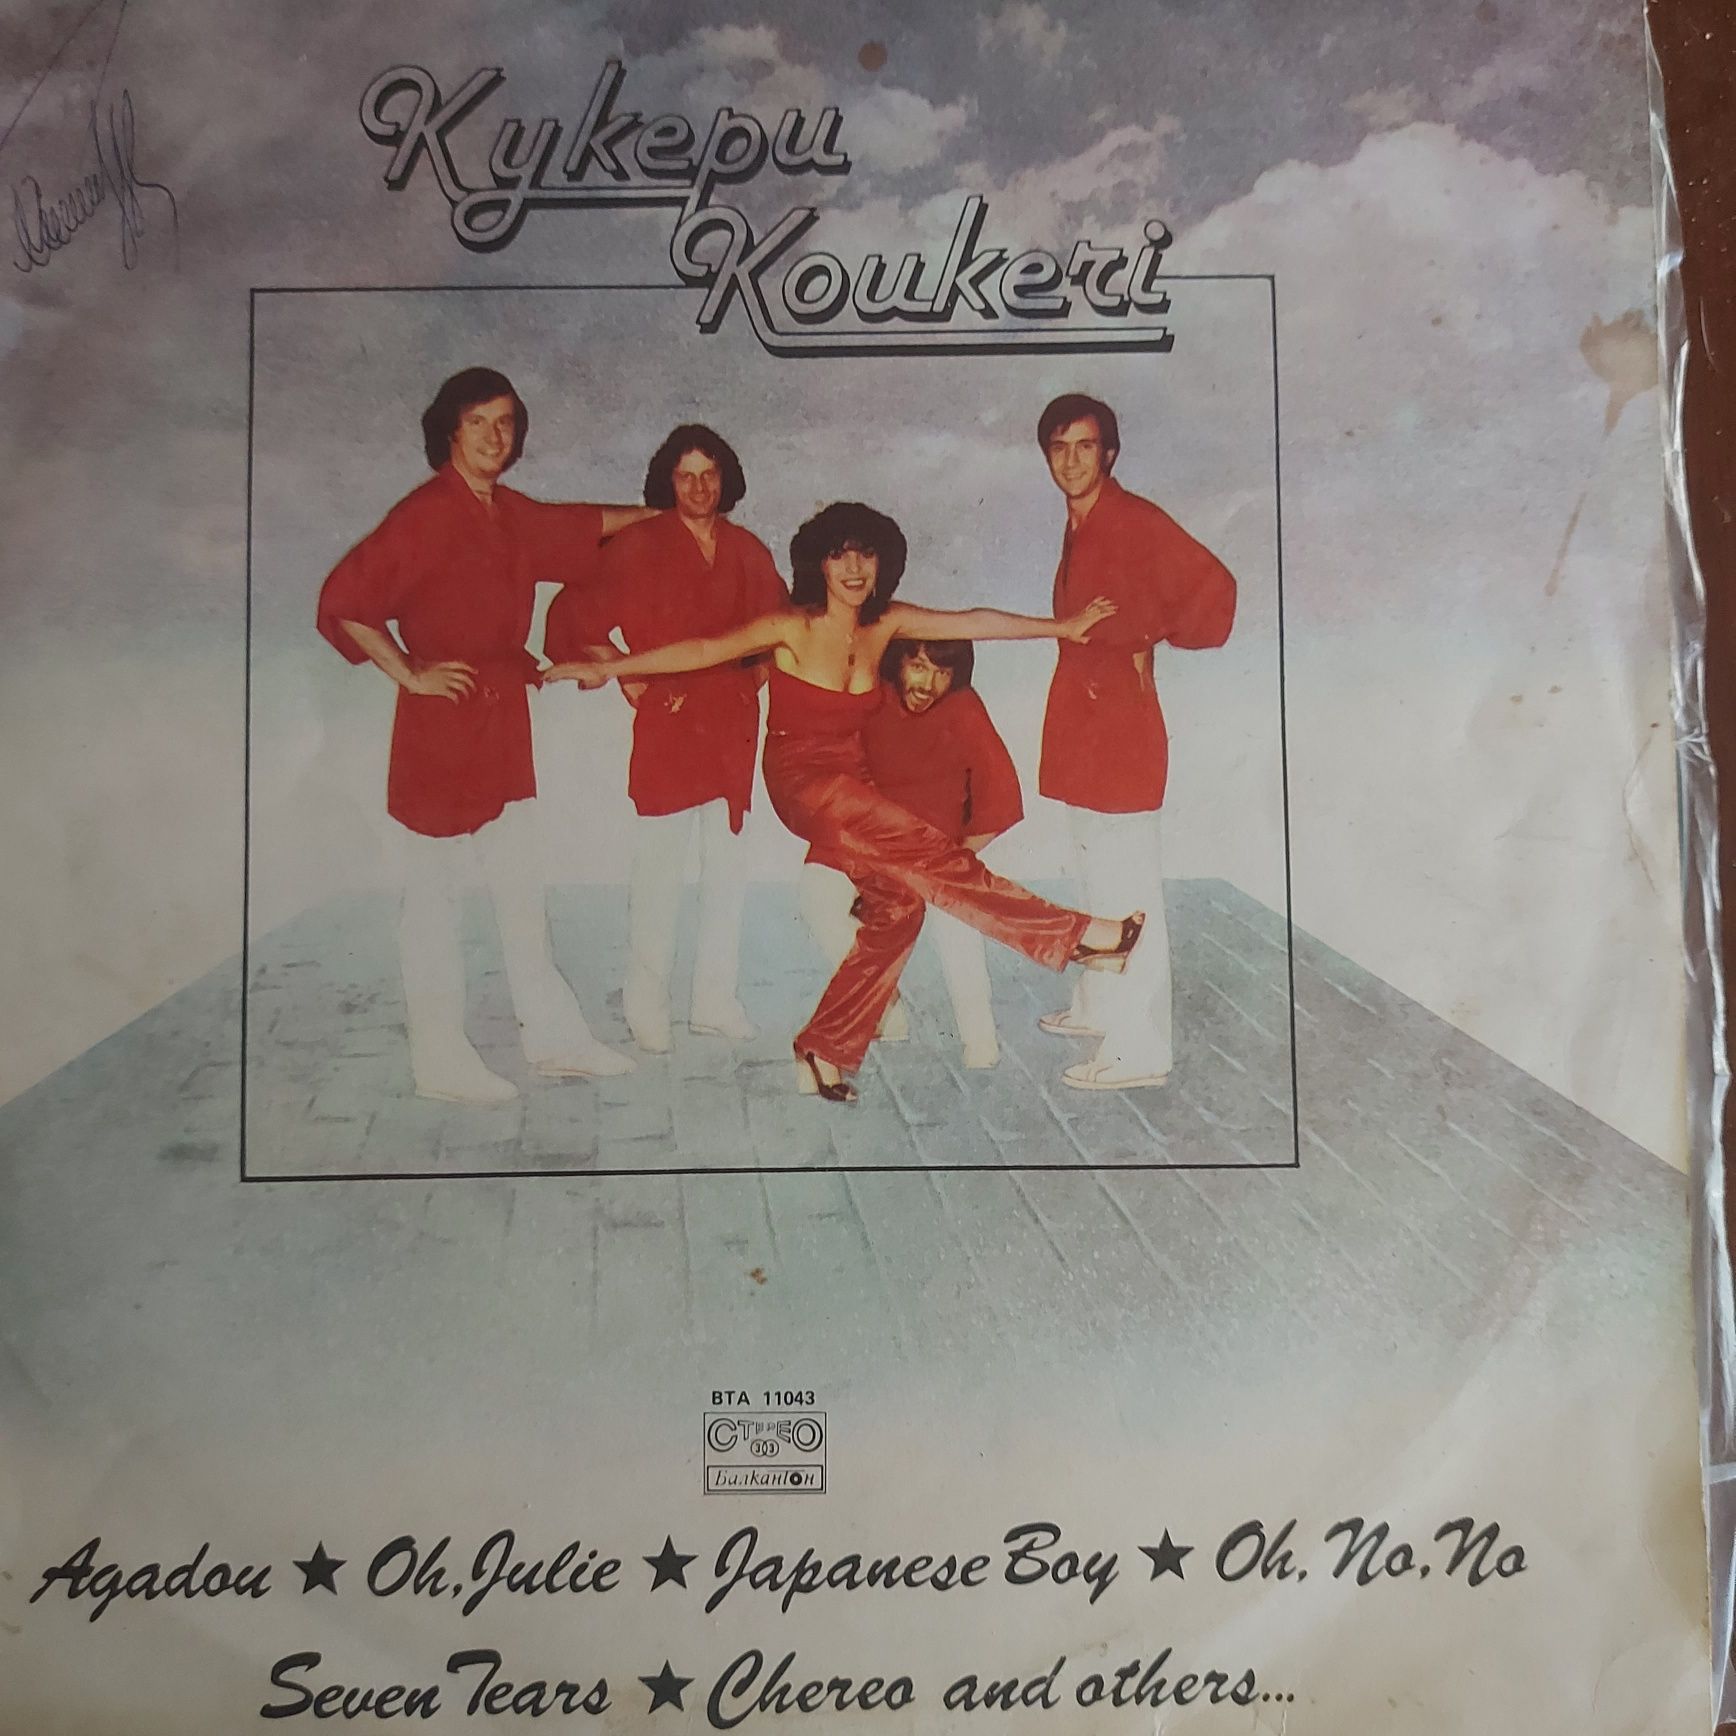 Кукери
Koukeri
ВТА 11043
СТЕРЕО
33
Балкантон
Agadou ★ Oh, Julie ★ Japanese Boy ★ Oh, No, No
Seven Tears ★ Chereo and others...